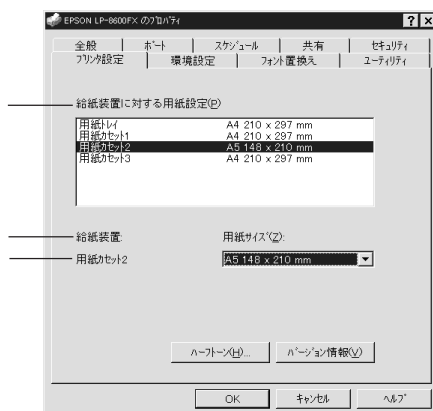 EPSON LP-8600FX のプロパティ
全般 ポート スケジュール 共有 セキュリティ
プリンタ設定 環境設定 フォント置換え ユーティリティ
給紙装置に対する用紙設定(P)
用紙トレイ A4 210 x 297 mm
用紙カセット1 A4 210 x 297 mm
用紙カセット2 A5 148 x 210 mm
用紙カセット3 A4 210 x 297 mm
給紙装置: 用紙サイズ(Z):
用紙カセット2 A5 148 x 210 mm
ハーフトーン(H)... バージョン情報(V)
OK キャンセル ヘルプ